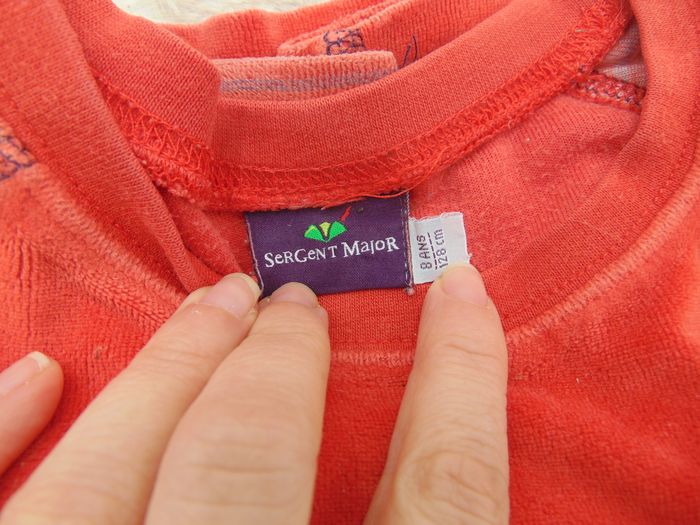 SeRGeNT MajoR
8 ANS
128 cm